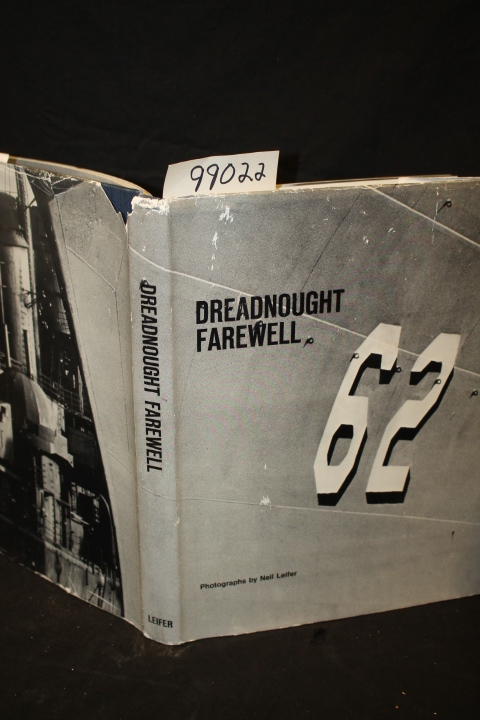 99022
DREADNOUGHT
FAREWELL
62
Photographs by Neil Leifer
DREADNOUGHT FAREWELL
LEIFER